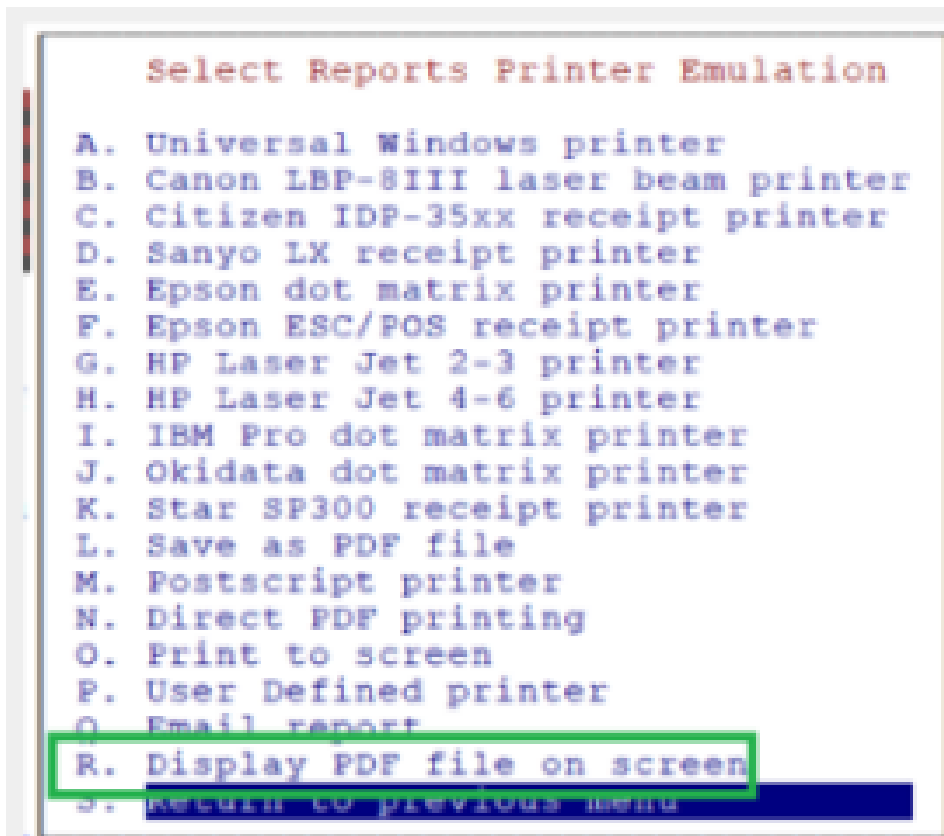 Select Reports Printer Emulation
A. Universal Windows printer
B. Canon LBP-8III laser beam printer
C. Citizen IDP-35xx receipt printer
D. Sanyo LX receipt printer
E. Epson dot matrix printer
F. Epson ESC/POS receipt printer
G. HP Laser Jet 2-3 printer
H. HP Laser Jet 4-6 printer
I. IBM Pro dot matrix printer
J. Okidata dot matrix printer
K. Star SP300 receipt printer
L. Save as PDF file
M. Postscript printer
N. Direct PDF printing
O. Print to screen
P. User Defined printer
Q. Email report
R. Display PDF file on screen
S. Return to previous menu